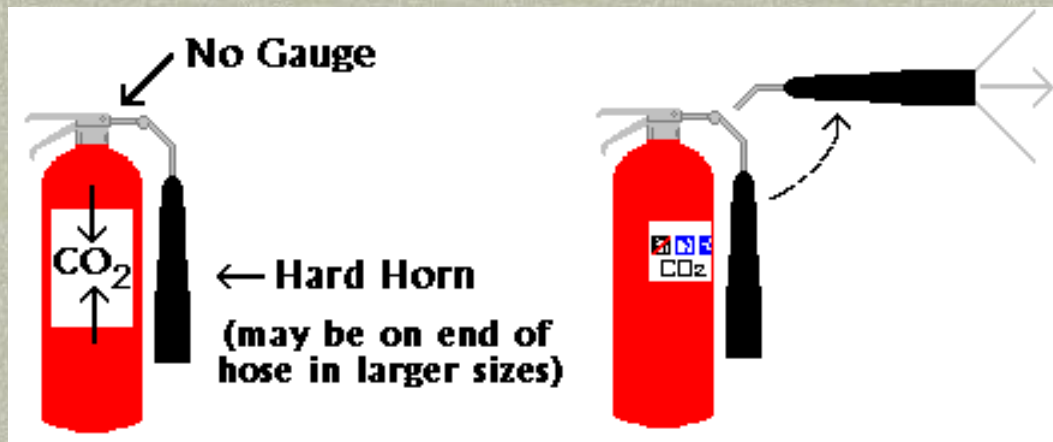 No Gauge
CO₂
Hard Horn
(may be on end of
hose in larger sizes)
CO₂